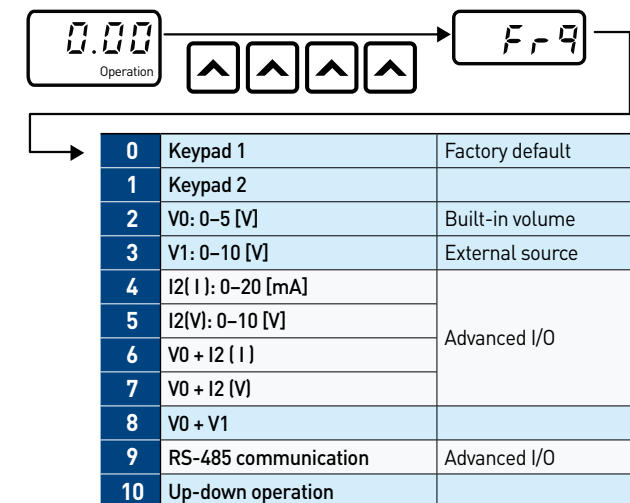 0.00
Operation
Frq
0 Keypad 1 Factory default
1 Keypad 2
2 V0: 0–5 [V] Built-in volume
3 V1: 0–10 [V] External source
4 I2( I ): 0–20 [mA]
5 I2(V): 0–10 [V]
Advanced I/O
6 V0 + I2 ( I )
7 V0 + I2 (V)
8 V0 + V1
9 RS-485 communication Advanced I/O
10 Up-down operation